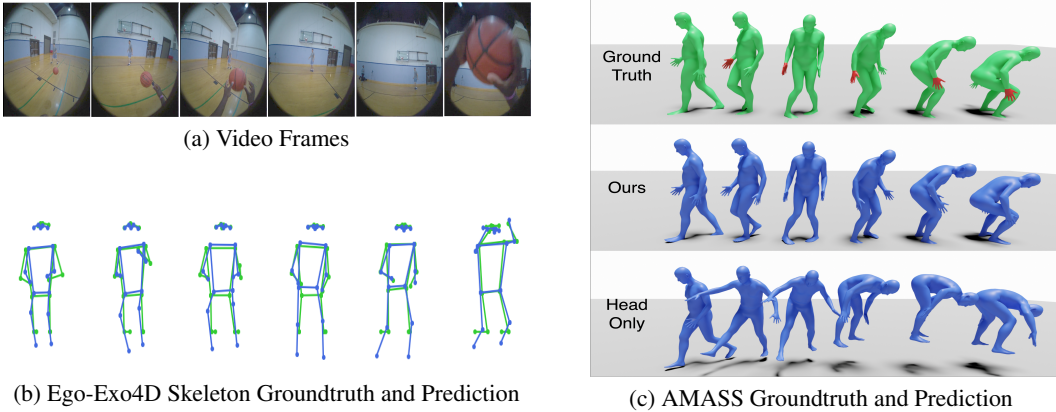 (a) Video Frames
(b) Ego-Exo4D Skeleton Groundtruth and Prediction
Ground
Truth
Ours
Head
Only
(c) AMASS Groundtruth and Prediction